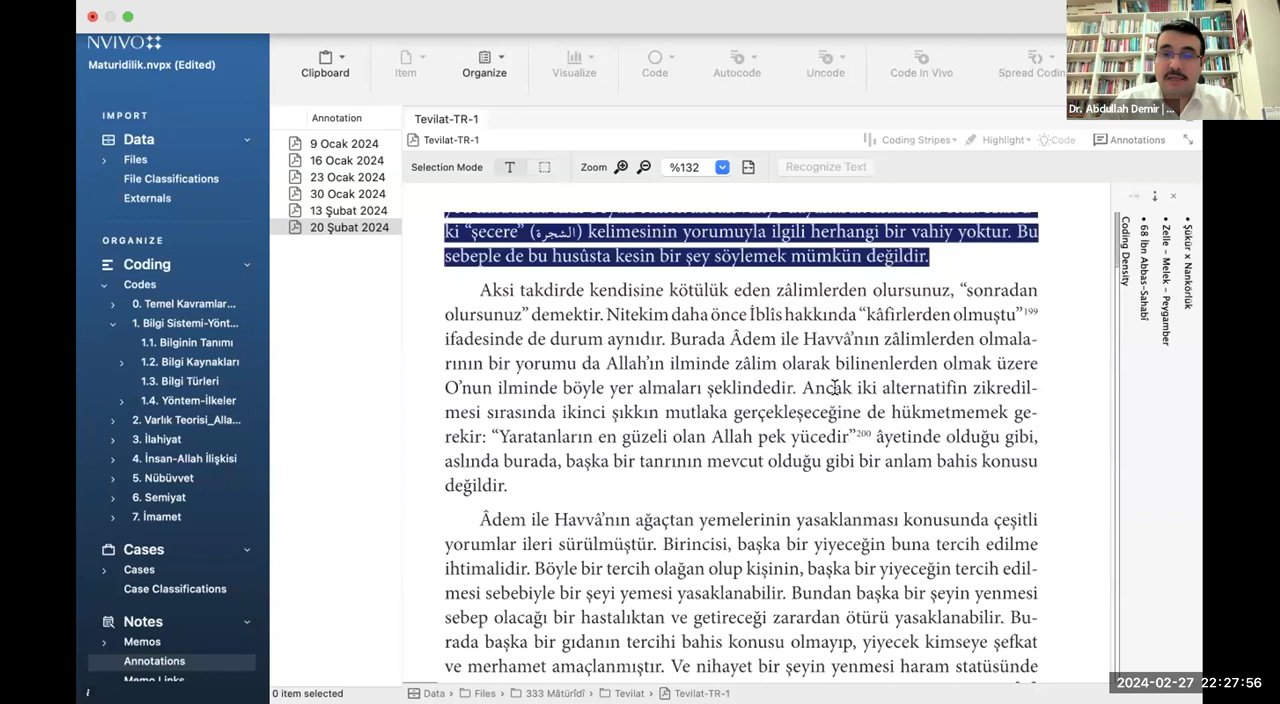 NVIVO
Maturidilik.nvpx (Edited)
IMPORT
Data
Files
File Classifications
Externals
ORGANIZE
Coding
Codes
0. Temel Kavramlar...
1. Bilgi Sistemi-Yönt...
1.1. Bilginin Tanımı
1.2. Bilgi Kaynakları
1.3. Bilgi Türleri
1.4. Yöntem-İlkeler
2. Varlık Teorisi_Alla...
3. İlahiyat
4. İnsan-Allah İlişkisi
5. Nübüvvet
6. Semiyat
7. İmamet
Cases
Cases
Case Classifications
Notes
Memos
Annotations
Memo Links
Clipboard
Item
Organize
Visualize
Code
Autocode
Uncode
Code In Vivo
Spread Codin
Dr. Abdullah Demir | ...
Annotation
9 Ocak 2024
16 Ocak 2024
23 Ocak 2024
30 Ocak 2024
13 Şubat 2024
20 Şubat 2024
0 item selected
Tevilat-TR-1
Tevilat-TR-1
Coding Stripes
Highlight
Code
Annotations
Selection Mode
T
Zoom
%132
Recognize Text
ki “şecere” (الشجرة) kelimesinin yorumuyla ilgili herhangi bir vahiy yoktur. Bu
sebeple de bu husûsta kesin bir şey söylemek mümkün değildir.
Aksi takdirde kendisine kötülük eden zâlimlerden olursunuz, “sonradan
olursunuz” demektir. Nitekim daha önce İblîs hakkında “kâfirlerden olmuştu”¹⁹⁹
ifadesinde de durum aynıdır. Burada Âdem ile Havvâ’nın zâlimlerden olmala-
rının bir yorumu da Allah’ın ilminde zâlim olarak bilinenlerden olmak üzere
O’nun ilminde böyle yer almaları şeklindedir. Ancak iki alternatifin zikredil-
mesi sırasında ikinci şıkkın mutlaka gerçekleşeceğine de hükmetmemek ge-
rekir: “Yaratanların en güzeli olan Allah pek yücedir”²⁰⁰ âyetinde olduğu gibi,
aslında burada, başka bir tanrının mevcut olduğu gibi bir anlam bahis konusu
değildir.
Âdem ile Havvâ’nın ağaçtan yemelerinin yasaklanması konusunda çeşitli
yorumlar ileri sürülmüştür. Birincisi, başka bir yiyeceğin buna tercih edilme
ihtimalidir. Böyle bir tercih olağan olup kişinin, başka bir yiyeceğin tercih edil-
mesi sebebiyle bir şeyi yemesi yasaklanabilir. Bundan başka bir şeyin yenmesi
sebep olacağı bir hastalıktan ve getireceği zarardan ötürü yasaklanabilir. Bu-
rada başka bir gıdanın tercihi bahis konusu olmayıp, yiyecek kimseye şefkat
ve merhamet amaçlanmıştır. Ve nihayet bir şeyin yenmesi haram statüsünde
Şükür x Nankörlük
Zelle – Melek - Peygamber
68 İbn Abbas-Sahabî
Coding Density
Data
Files
333 Mâtürîdî
Tevilat
Tevilat-TR-1
2024-02-27 22:27:56